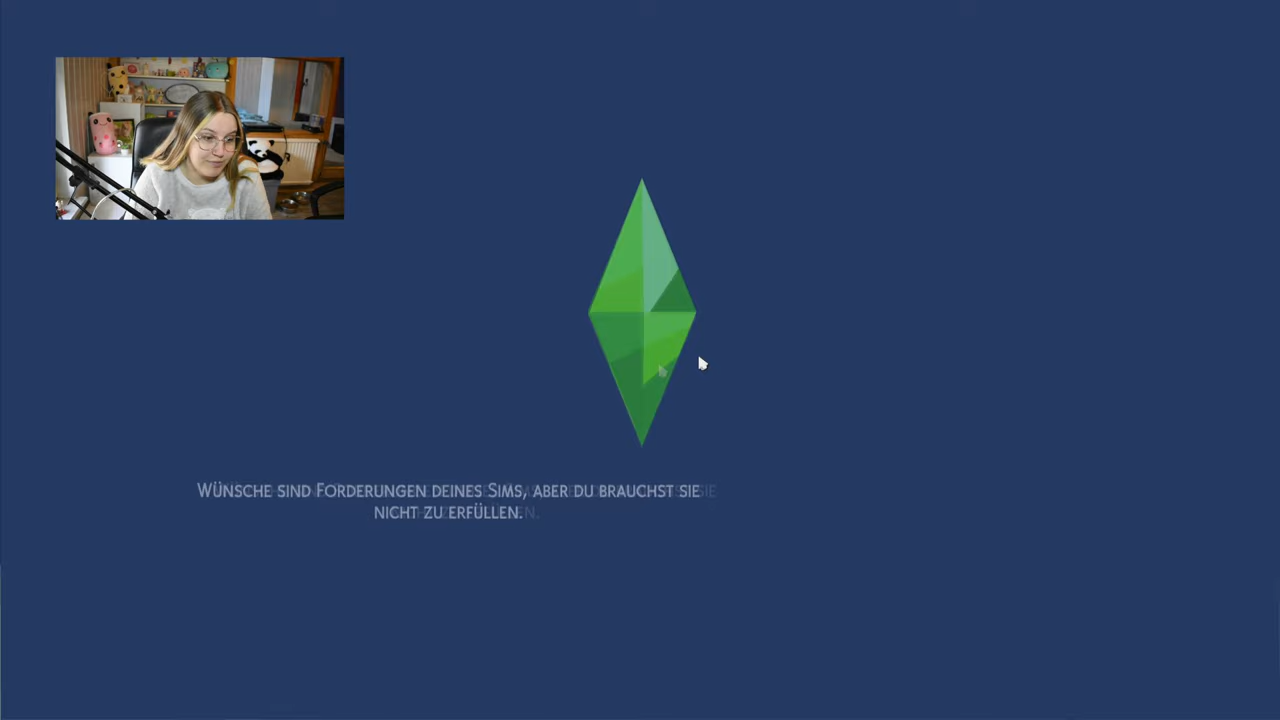 Wünsche sind Forderungen deines Sims, aber du brauchst sie
nicht zu erfüllen.